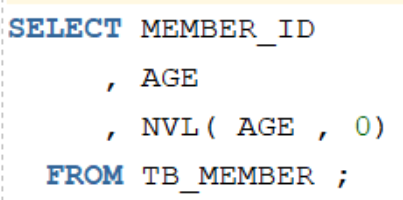 SELECT MEMBER_ID
, AGE
, NVL( AGE , 0)
FROM TB_MEMBER ;